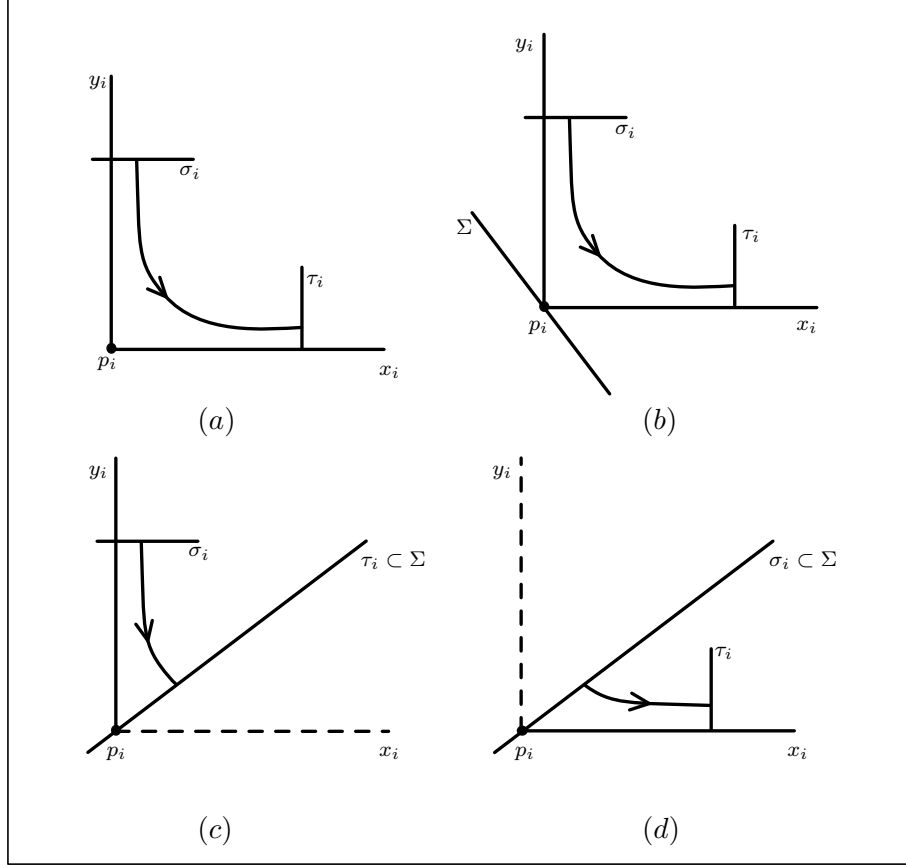 y_i
σ_i
τ_i
p_i
x_i
(a)
y_i
σ_i
Σ
τ_i
p_i
x_i
(b)
y_i
σ_i
τ_i ⊂ Σ
p_i
x_i
(c)
y_i
σ_i ⊂ Σ
τ_i
p_i
x_i
(d)